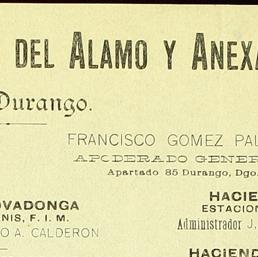 DEL ALAMO Y ANEXA
Durango.
FRANCISCO GOMEZ PAL
APODERADO GENER
Apartado 85 Durango, Dgo.
OVADONGA
NIS, F. I. M.
O A. CALDERON
HACIE
ESTACION
Administrador J.
HACIEND